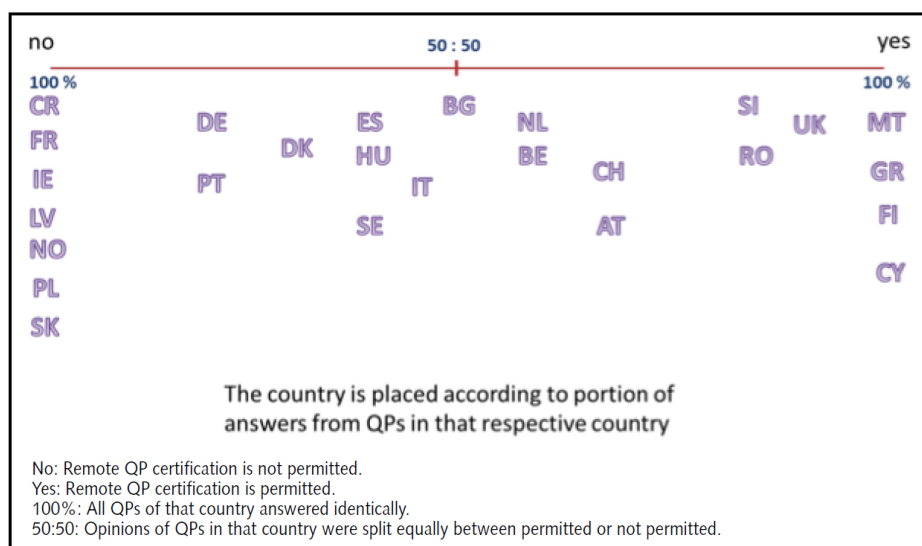 no 50 : 50 yes
100 % 100 %
CR BG SI
DE ES NL UK MT
FR DK HU BE RO
IE PT IT CH GR
LV SE AT FI
NO
PL CY
SK
The country is placed according to portion of
answers from QPs in that respective country
No: Remote QP certification is not permitted.
Yes: Remote QP certification is permitted.
100%: All QPs of that country answered identically.
50:50: Opinions of QPs in that country were split equally between permitted or not permitted.